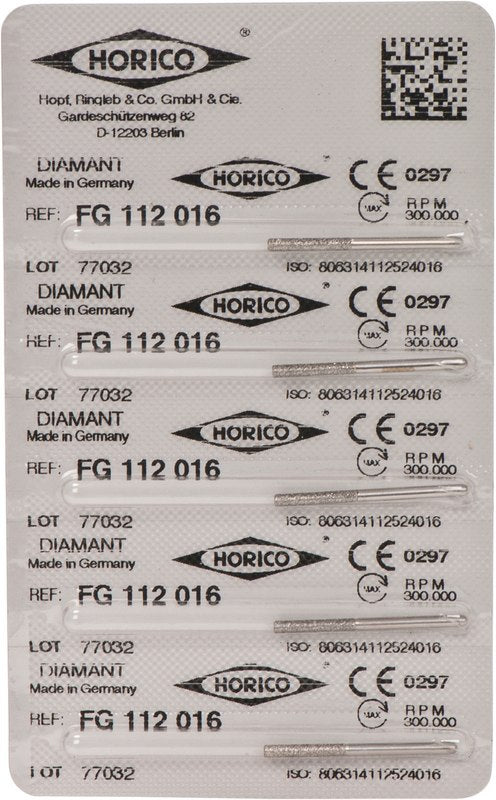 HORICO®
Hopf, Ringleb & Co. GmbH & Cie.
Gardeschützenweg 82
D-12203 Berlin
DIAMANT HORICO® CE 0297
Made in Germany
MAX RPM 300.000
REF: FG 112 016
LOT 77032 ISO: 806314112524016
DIAMANT HORICO® CE 0297
Made in Germany
MAX RPM 300.000
REF: FG 112 016
LOT 77032 ISO: 806314112524016
DIAMANT HORICO® CE 0297
Made in Germany
MAX RPM 300.000
REF: FG 112 016
LOT 77032 ISO: 806314112524016
DIAMANT HORICO® CE 0297
Made in Germany
MAX RPM 300.000
REF: FG 112 016
LOT 77032 ISO: 806314112524016
DIAMANT HORICO® CE 0297
Made in Germany
MAX RPM 300.000
REF: FG 112 016
LOT 77032 ISO: 806314112524016